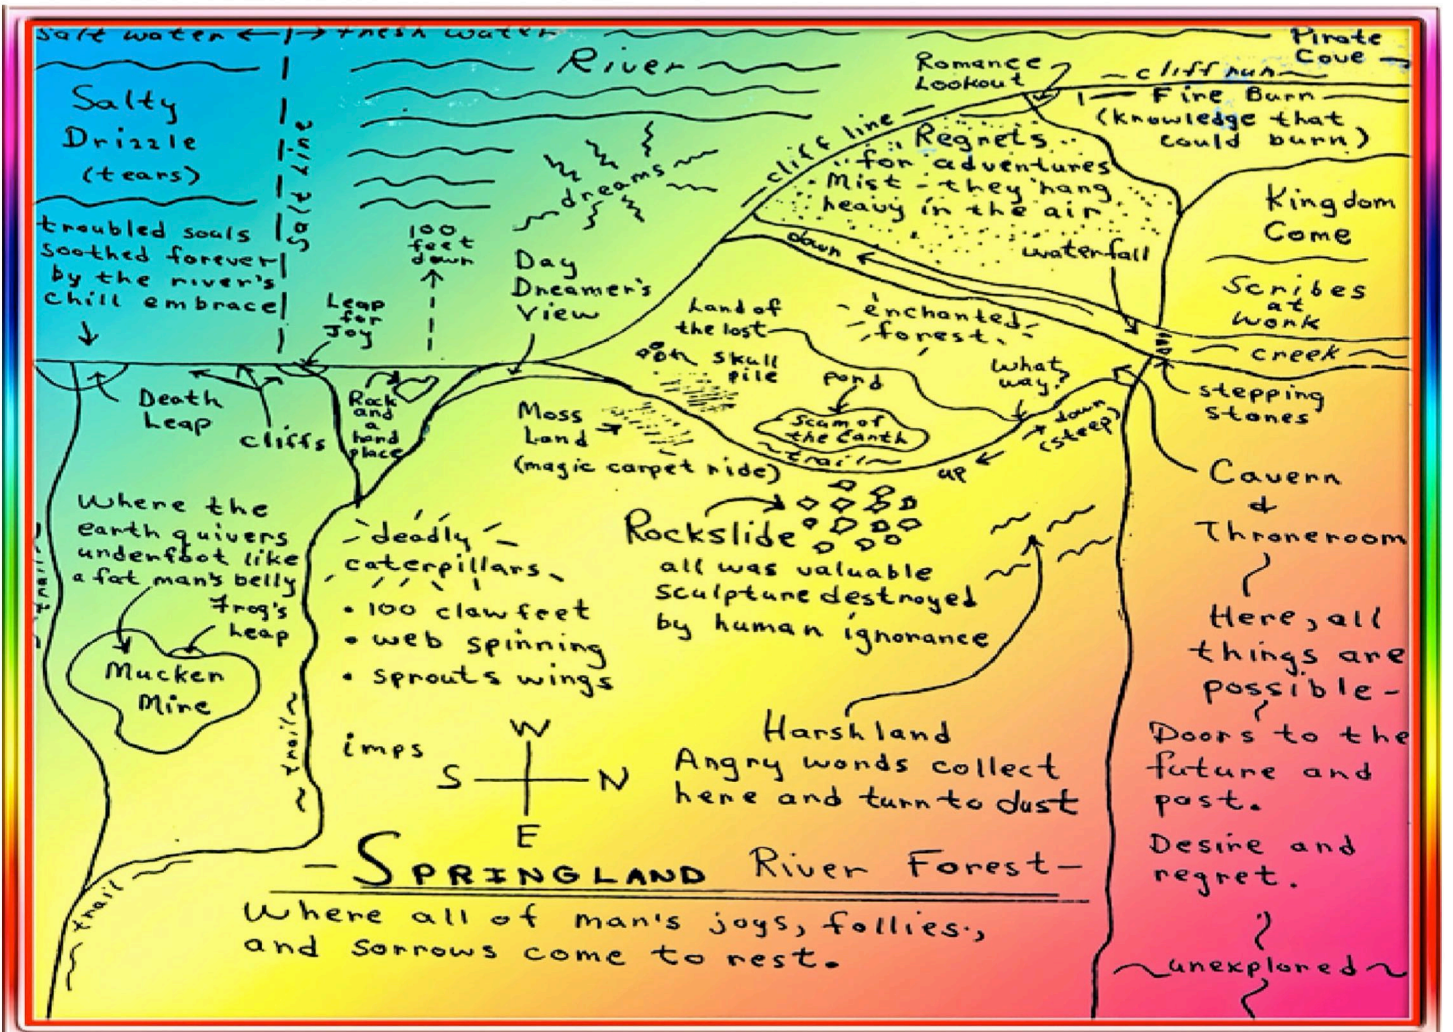 Salt water ← → fresh water
River
Salty
Drizzle
(tears)
Salt Line
troubled souls
soothed forever
by the river's
chill embrace
dreams
100
feet
down
Day
Dreamer's
View
Leap
for
Joy
cliff line
Romance
Lookout
Pirate
Cove
cliff run
Fire Burn
(knowledge that
could burn)
Regrets
for adventures
Mist - they hang
heavy in the air
Kingdom
Come
waterfall
down
Scribes
at
work
creek
stepping
stones
Land of
the lost
enchanted
forest
skull
pile
pond
what
way?
Scum of
the Earth
trail
down
(steep)
up
Death
Leap
cliffs
Rock
and
a
hard
place
Moss
Land
(magic carpet ride)
Cavern
&
Throneroom
Here, all
things are
possible -
Doors to the
future and
past.
Desire and
regret.
unexplored
Where the
earth quivers
underfoot like
a fat man's belly
Frog's
Leap
Mucken
Mire
trail
deadly
caterpillars
• 100 claw feet
• web spinning
• sprouts wings
imps
Rockslide
all was valuable
sculpture destroyed
by human ignorance
Harshland
Angry words collect
here and turn to dust
W
S N
E
trail
trail
- SPRINGLAND River Forest -
Where all of man's joys, follies,
and sorrows come to rest.